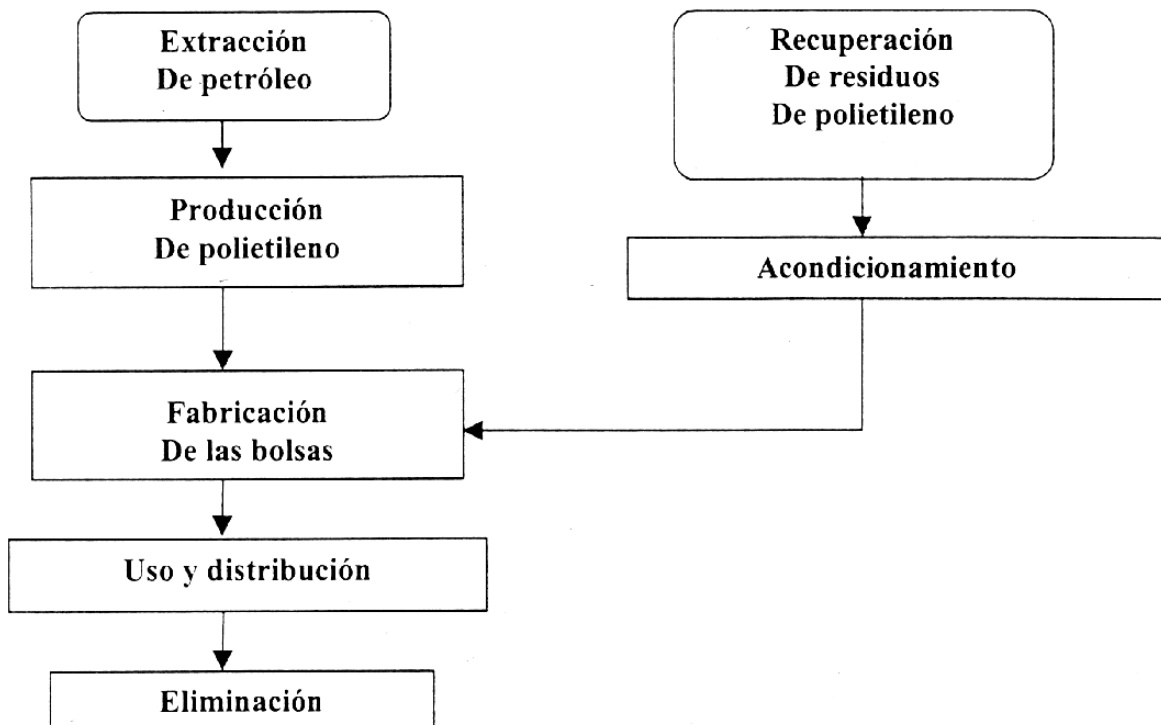 Extracción
De petróleo
Recuperación
De residuos
De polietileno
Producción
De polietileno
Acondicionamiento
Fabricación
De las bolsas
Uso y distribución
Eliminación